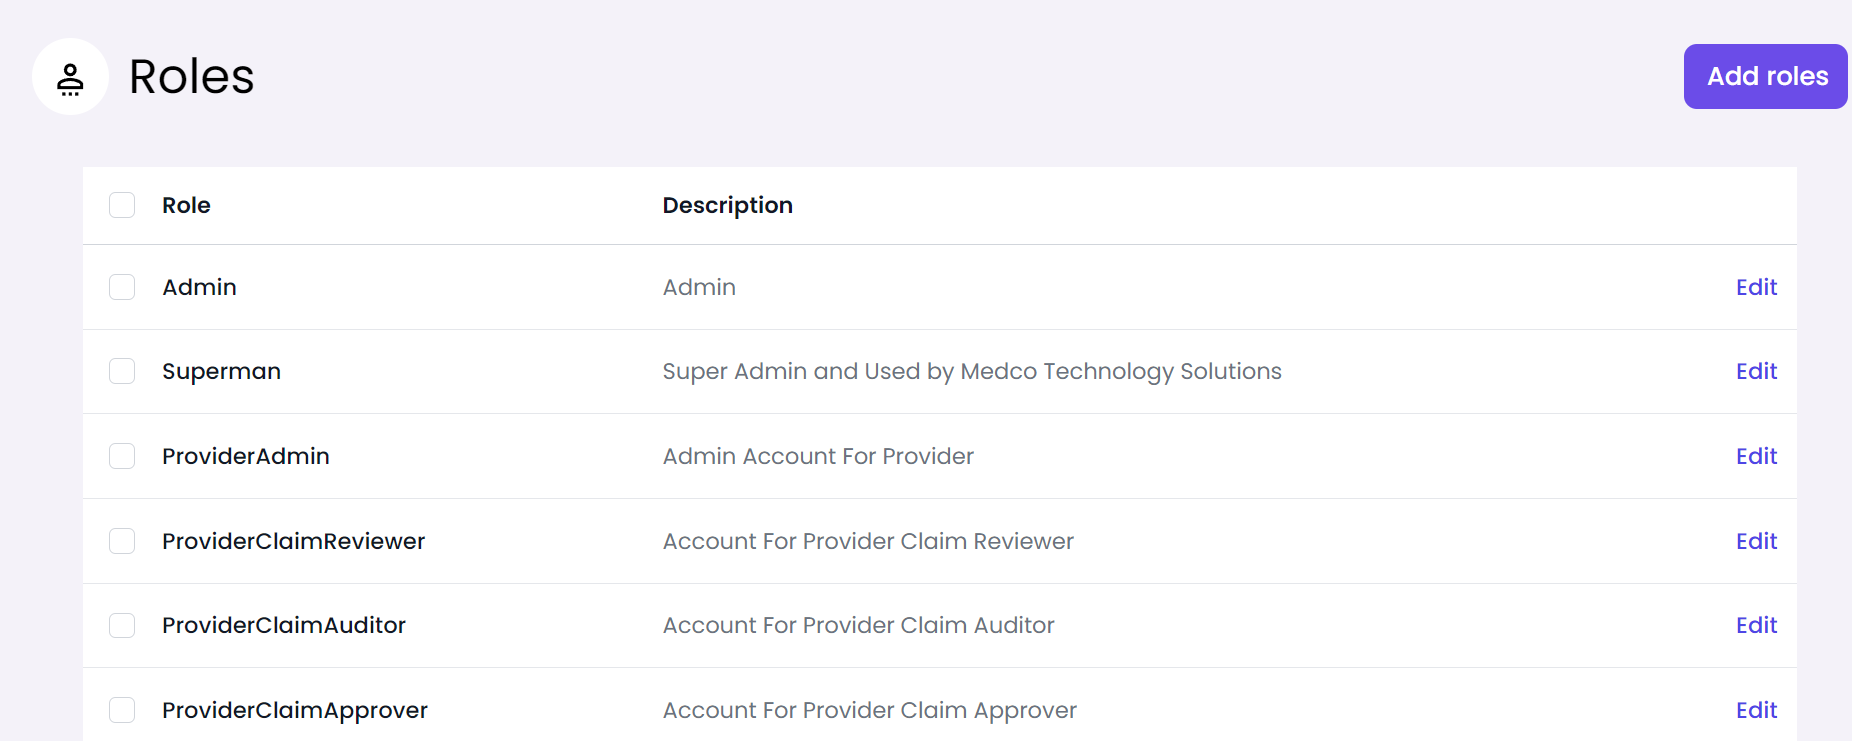 Roles
Add roles
Role Description
Admin Admin Edit
Superman Super Admin and Used by Medco Technology Solutions Edit
ProviderAdmin Admin Account For Provider Edit
ProviderClaimReviewer Account For Provider Claim Reviewer Edit
ProviderClaimAuditor Account For Provider Claim Auditor Edit
ProviderClaimApprover Account For Provider Claim Approver Edit